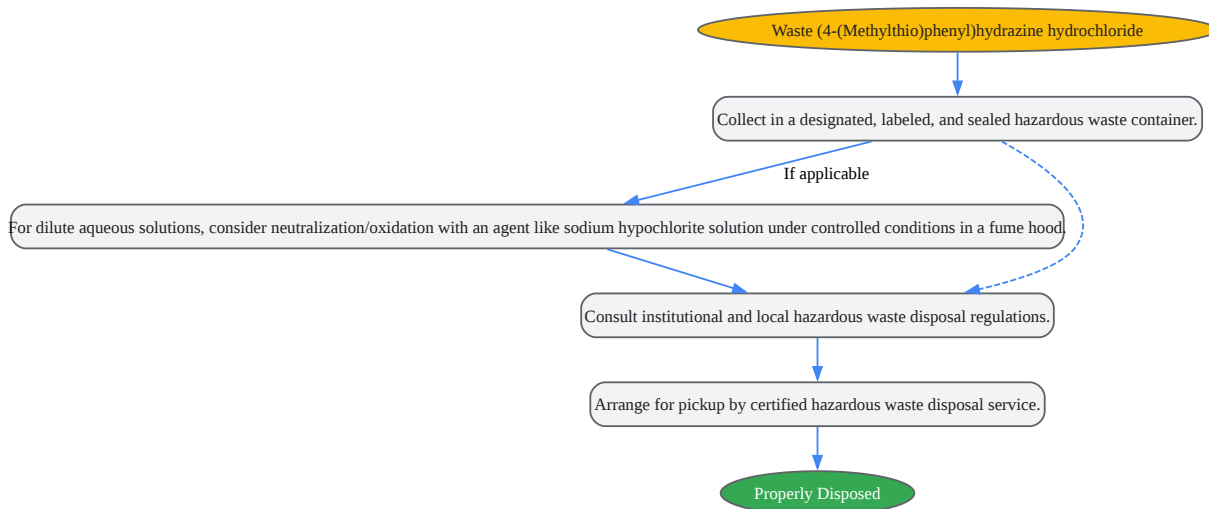 Waste (4-(Methylthio)phenyl)hydrazine hydrochloride
Collect in a designated, labeled, and sealed hazardous waste container.
If applicable
For dilute aqueous solutions, consider neutralization/oxidation with an agent like sodium hypochlorite solution under controlled conditions in a fume hood.
Consult institutional and local hazardous waste disposal regulations.
Arrange for pickup by certified hazardous waste disposal service.
Properly Disposed